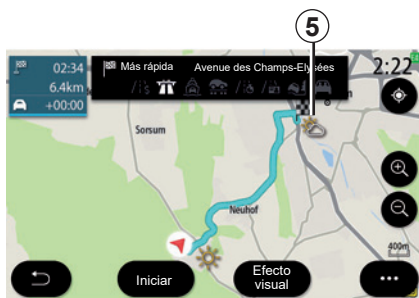 5
02:34
6.4km
+00:00
Más rápida
Avenue des Champs-Elysées
2:22
Sorsum
Neuhof
400m
Iniciar
Efecto
visual